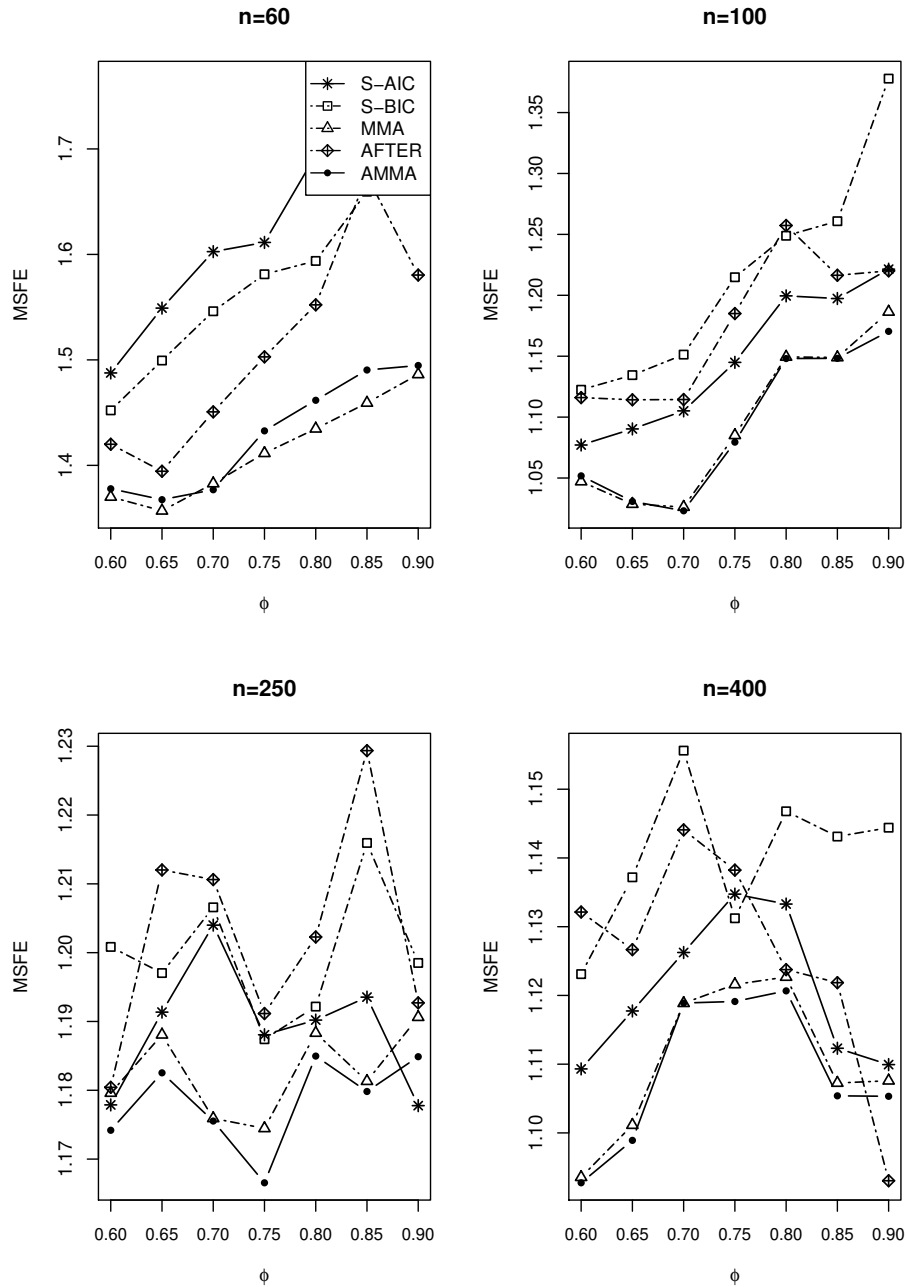 n=60
1.4 1.5 1.6 1.7
MSFE
S-AIC
S-BIC
MMA
AFTER
AMMA
0.60 0.65 0.70 0.75 0.80 0.85 0.90
ϕ
n=100
1.05 1.10 1.15 1.20 1.25 1.30 1.35
MSFE
0.60 0.65 0.70 0.75 0.80 0.85 0.90
ϕ
n=250
1.17 1.18 1.19 1.20 1.21 1.22 1.23
MSFE
0.60 0.65 0.70 0.75 0.80 0.85 0.90
ϕ
n=400
1.10 1.11 1.12 1.13 1.14 1.15
MSFE
0.60 0.65 0.70 0.75 0.80 0.85 0.90
ϕ